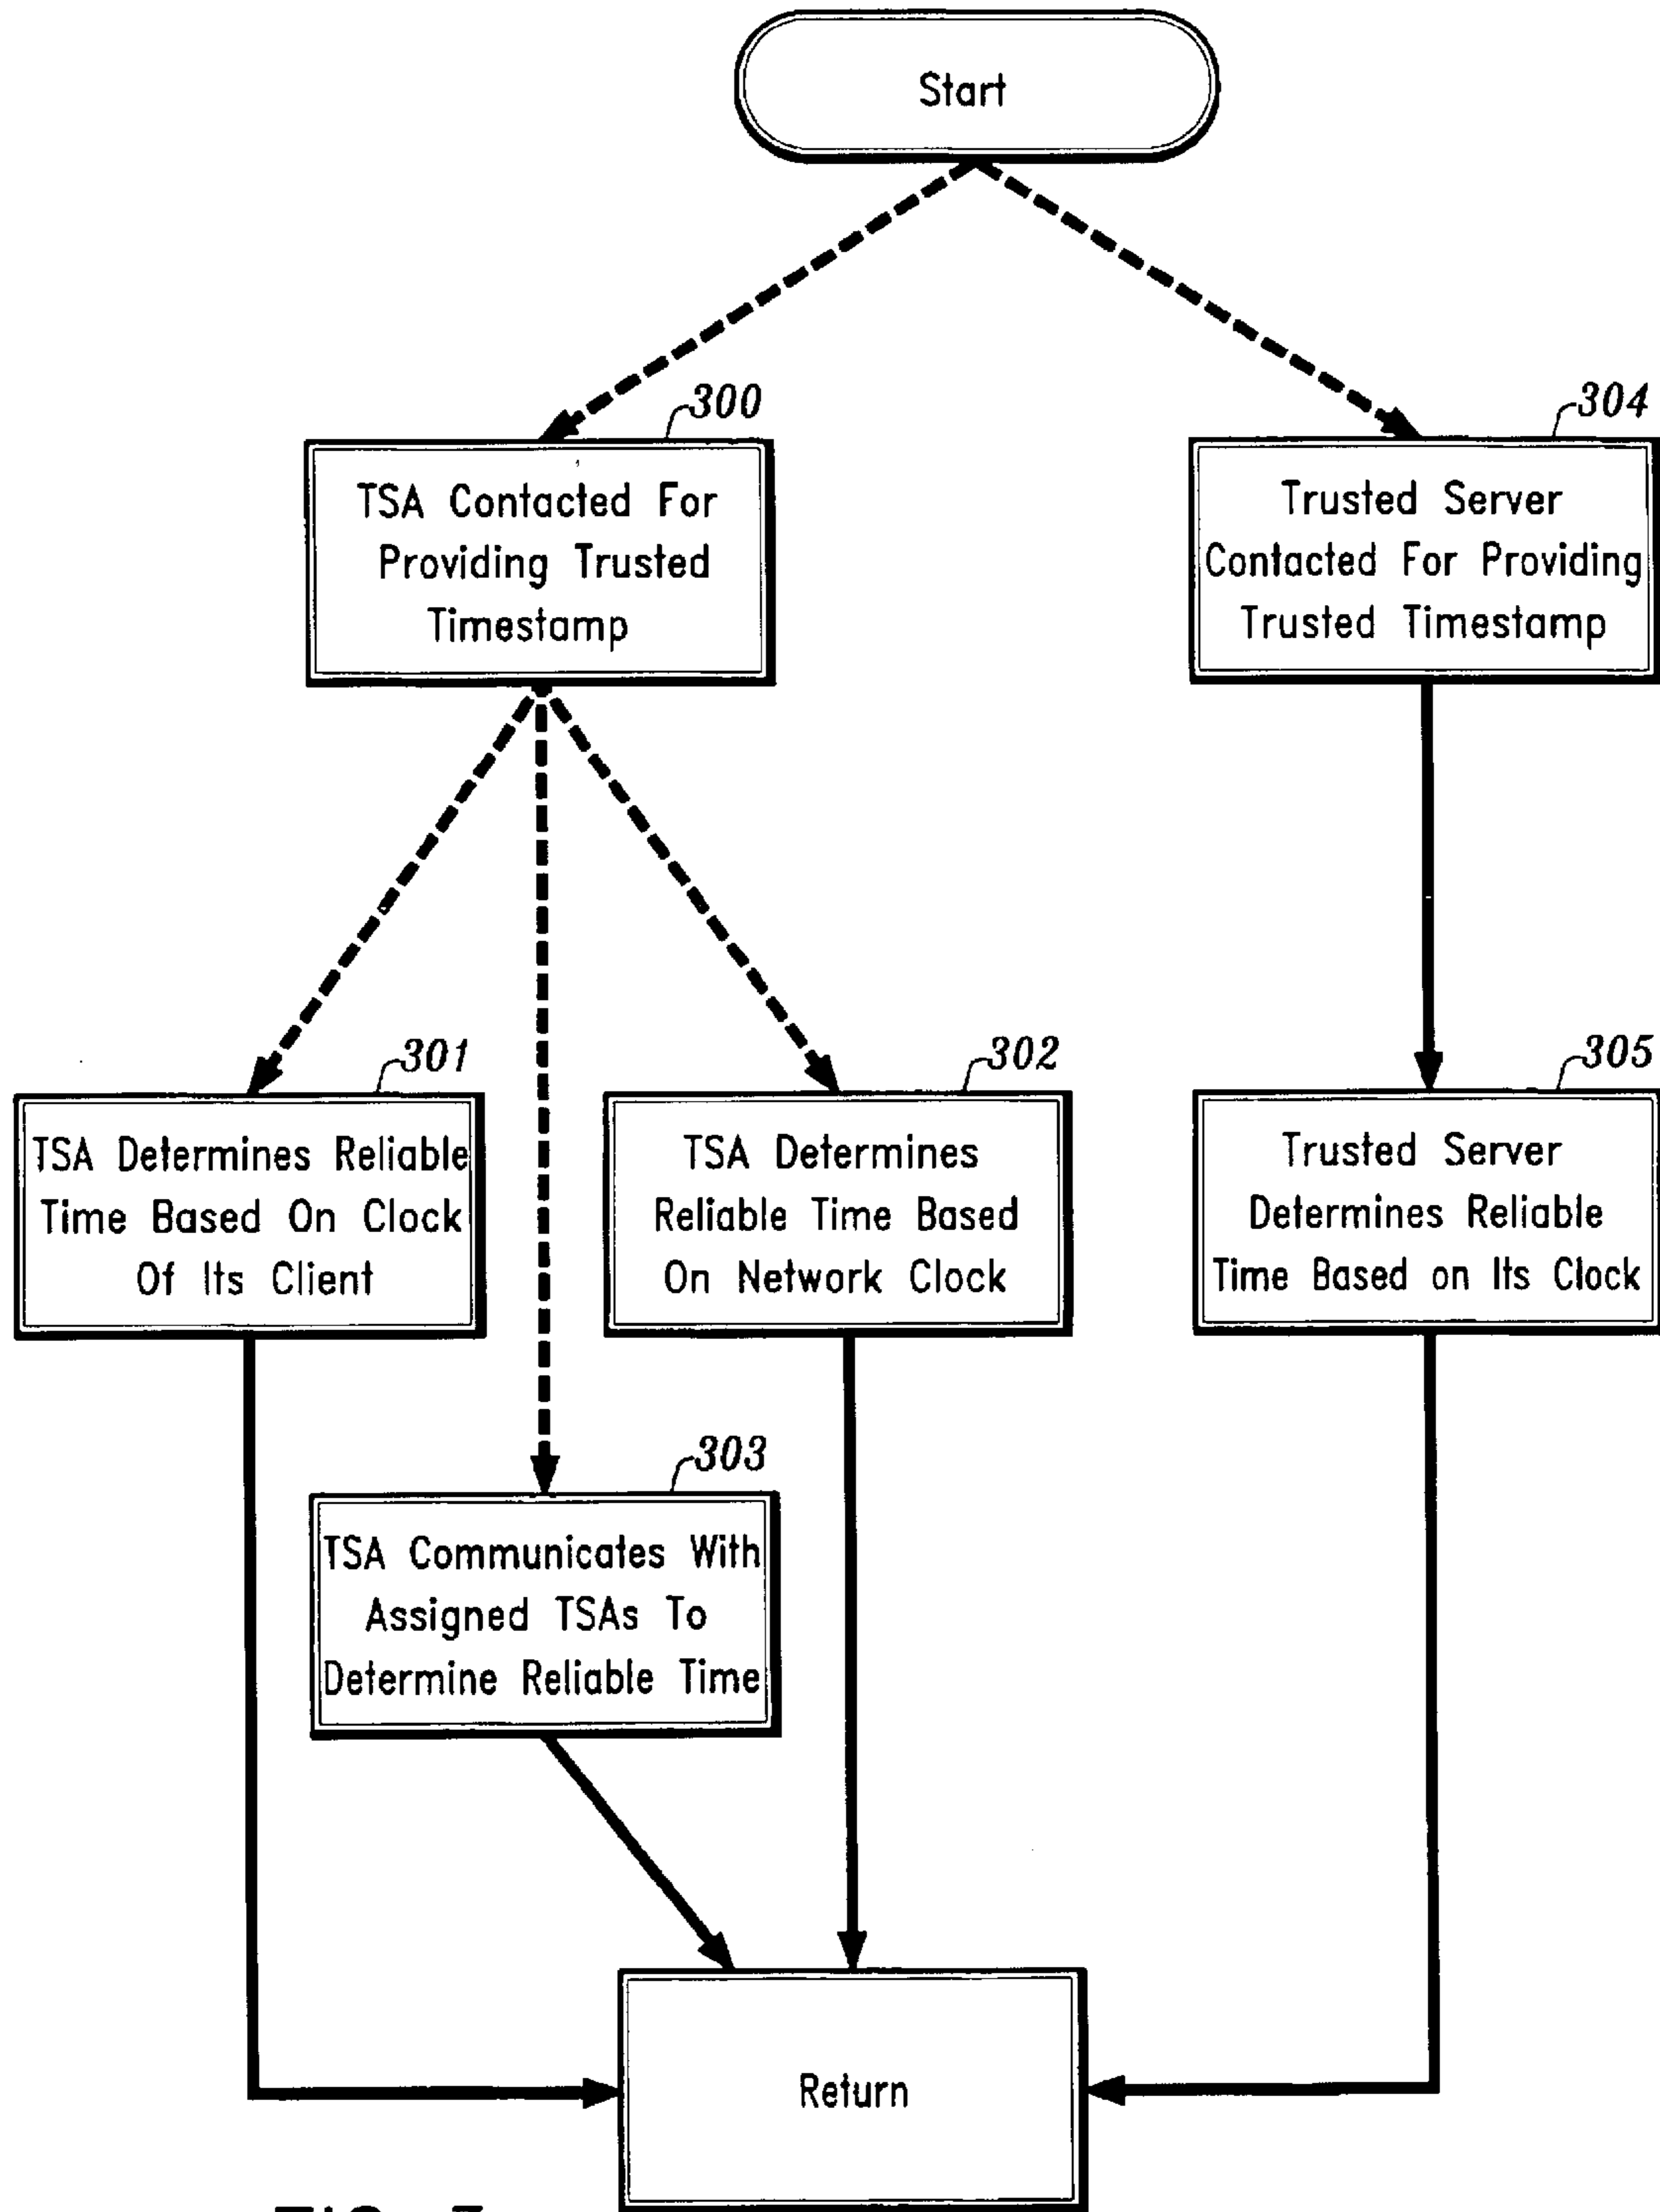 Start
300
TSA Contacted For
Providing Trusted
Timestamp
304
Trusted Server
Contacted For Providing
Trusted Timestamp
301
TSA Determines Reliable
Time Based On Clock
Of Its Client
302
TSA Determines
Reliable Time Based
On Network Clock
305
Trusted Server
Determines Reliable
Time Based on Its Clock
303
TSA Communicates With
Assigned TSAs To
Determine Reliable Time
Return